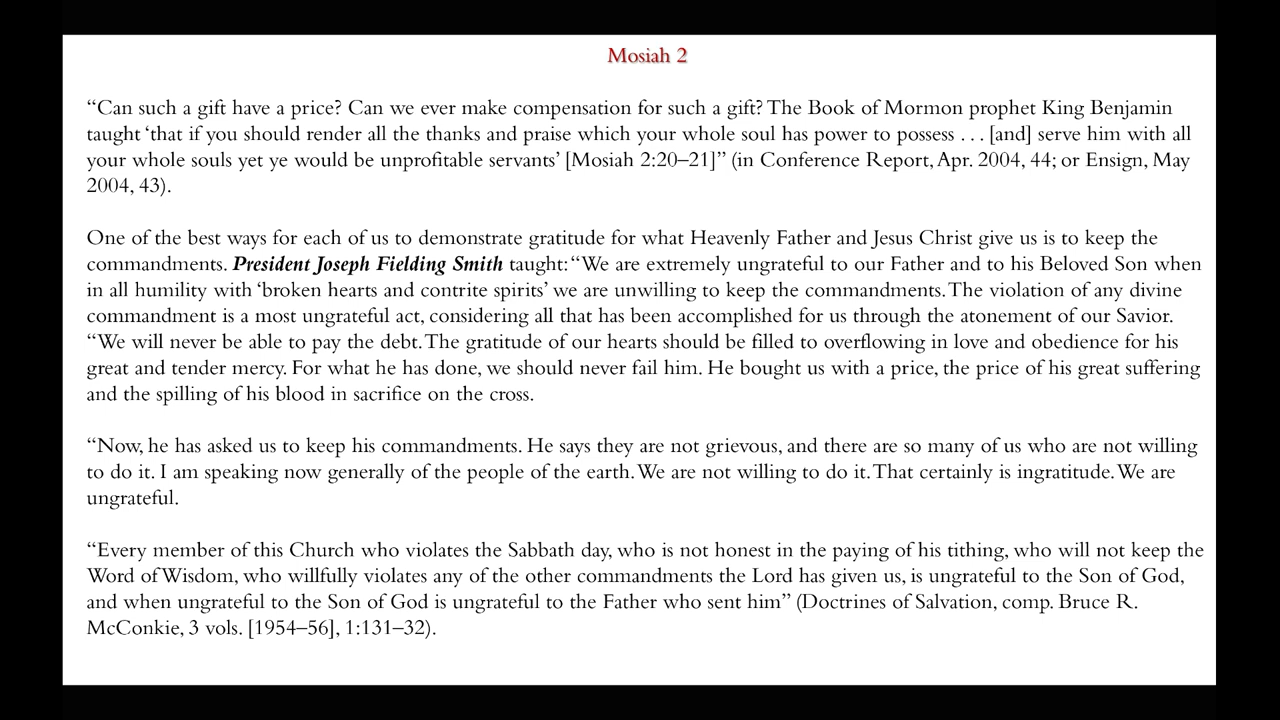 Mosiah 2
“Can such a gift have a price? Can we ever make compensation for such a gift? The Book of Mormon prophet King Benjamin
taught ‘that if you should render all the thanks and praise which your whole soul has power to possess . . . [and] serve him with all
your whole souls yet ye would be unprofitable servants’ [Mosiah 2:20–21]” (in Conference Report, Apr. 2004, 44; or Ensign, May
2004, 43).
One of the best ways for each of us to demonstrate gratitude for what Heavenly Father and Jesus Christ give us is to keep the
commandments. President Joseph Fielding Smith taught: “We are extremely ungrateful to our Father and to his Beloved Son when
in all humility with ‘broken hearts and contrite spirits’ we are unwilling to keep the commandments. The violation of any divine
commandment is a most ungrateful act, considering all that has been accomplished for us through the atonement of our Savior.
“We will never be able to pay the debt. The gratitude of our hearts should be filled to overflowing in love and obedience for his
great and tender mercy. For what he has done, we should never fail him. He bought us with a price, the price of his great suffering
and the spilling of his blood in sacrifice on the cross.
“Now, he has asked us to keep his commandments. He says they are not grievous, and there are so many of us who are not willing
to do it. I am speaking now generally of the people of the earth. We are not willing to do it. That certainly is ingratitude. We are
ungrateful.
“Every member of this Church who violates the Sabbath day, who is not honest in the paying of his tithing, who will not keep the
Word of Wisdom, who willfully violates any of the other commandments the Lord has given us, is ungrateful to the Son of God,
and when ungrateful to the Son of God is ungrateful to the Father who sent him” (Doctrines of Salvation, comp. Bruce R.
McConkie, 3 vols. [1954–56], 1:131–32).